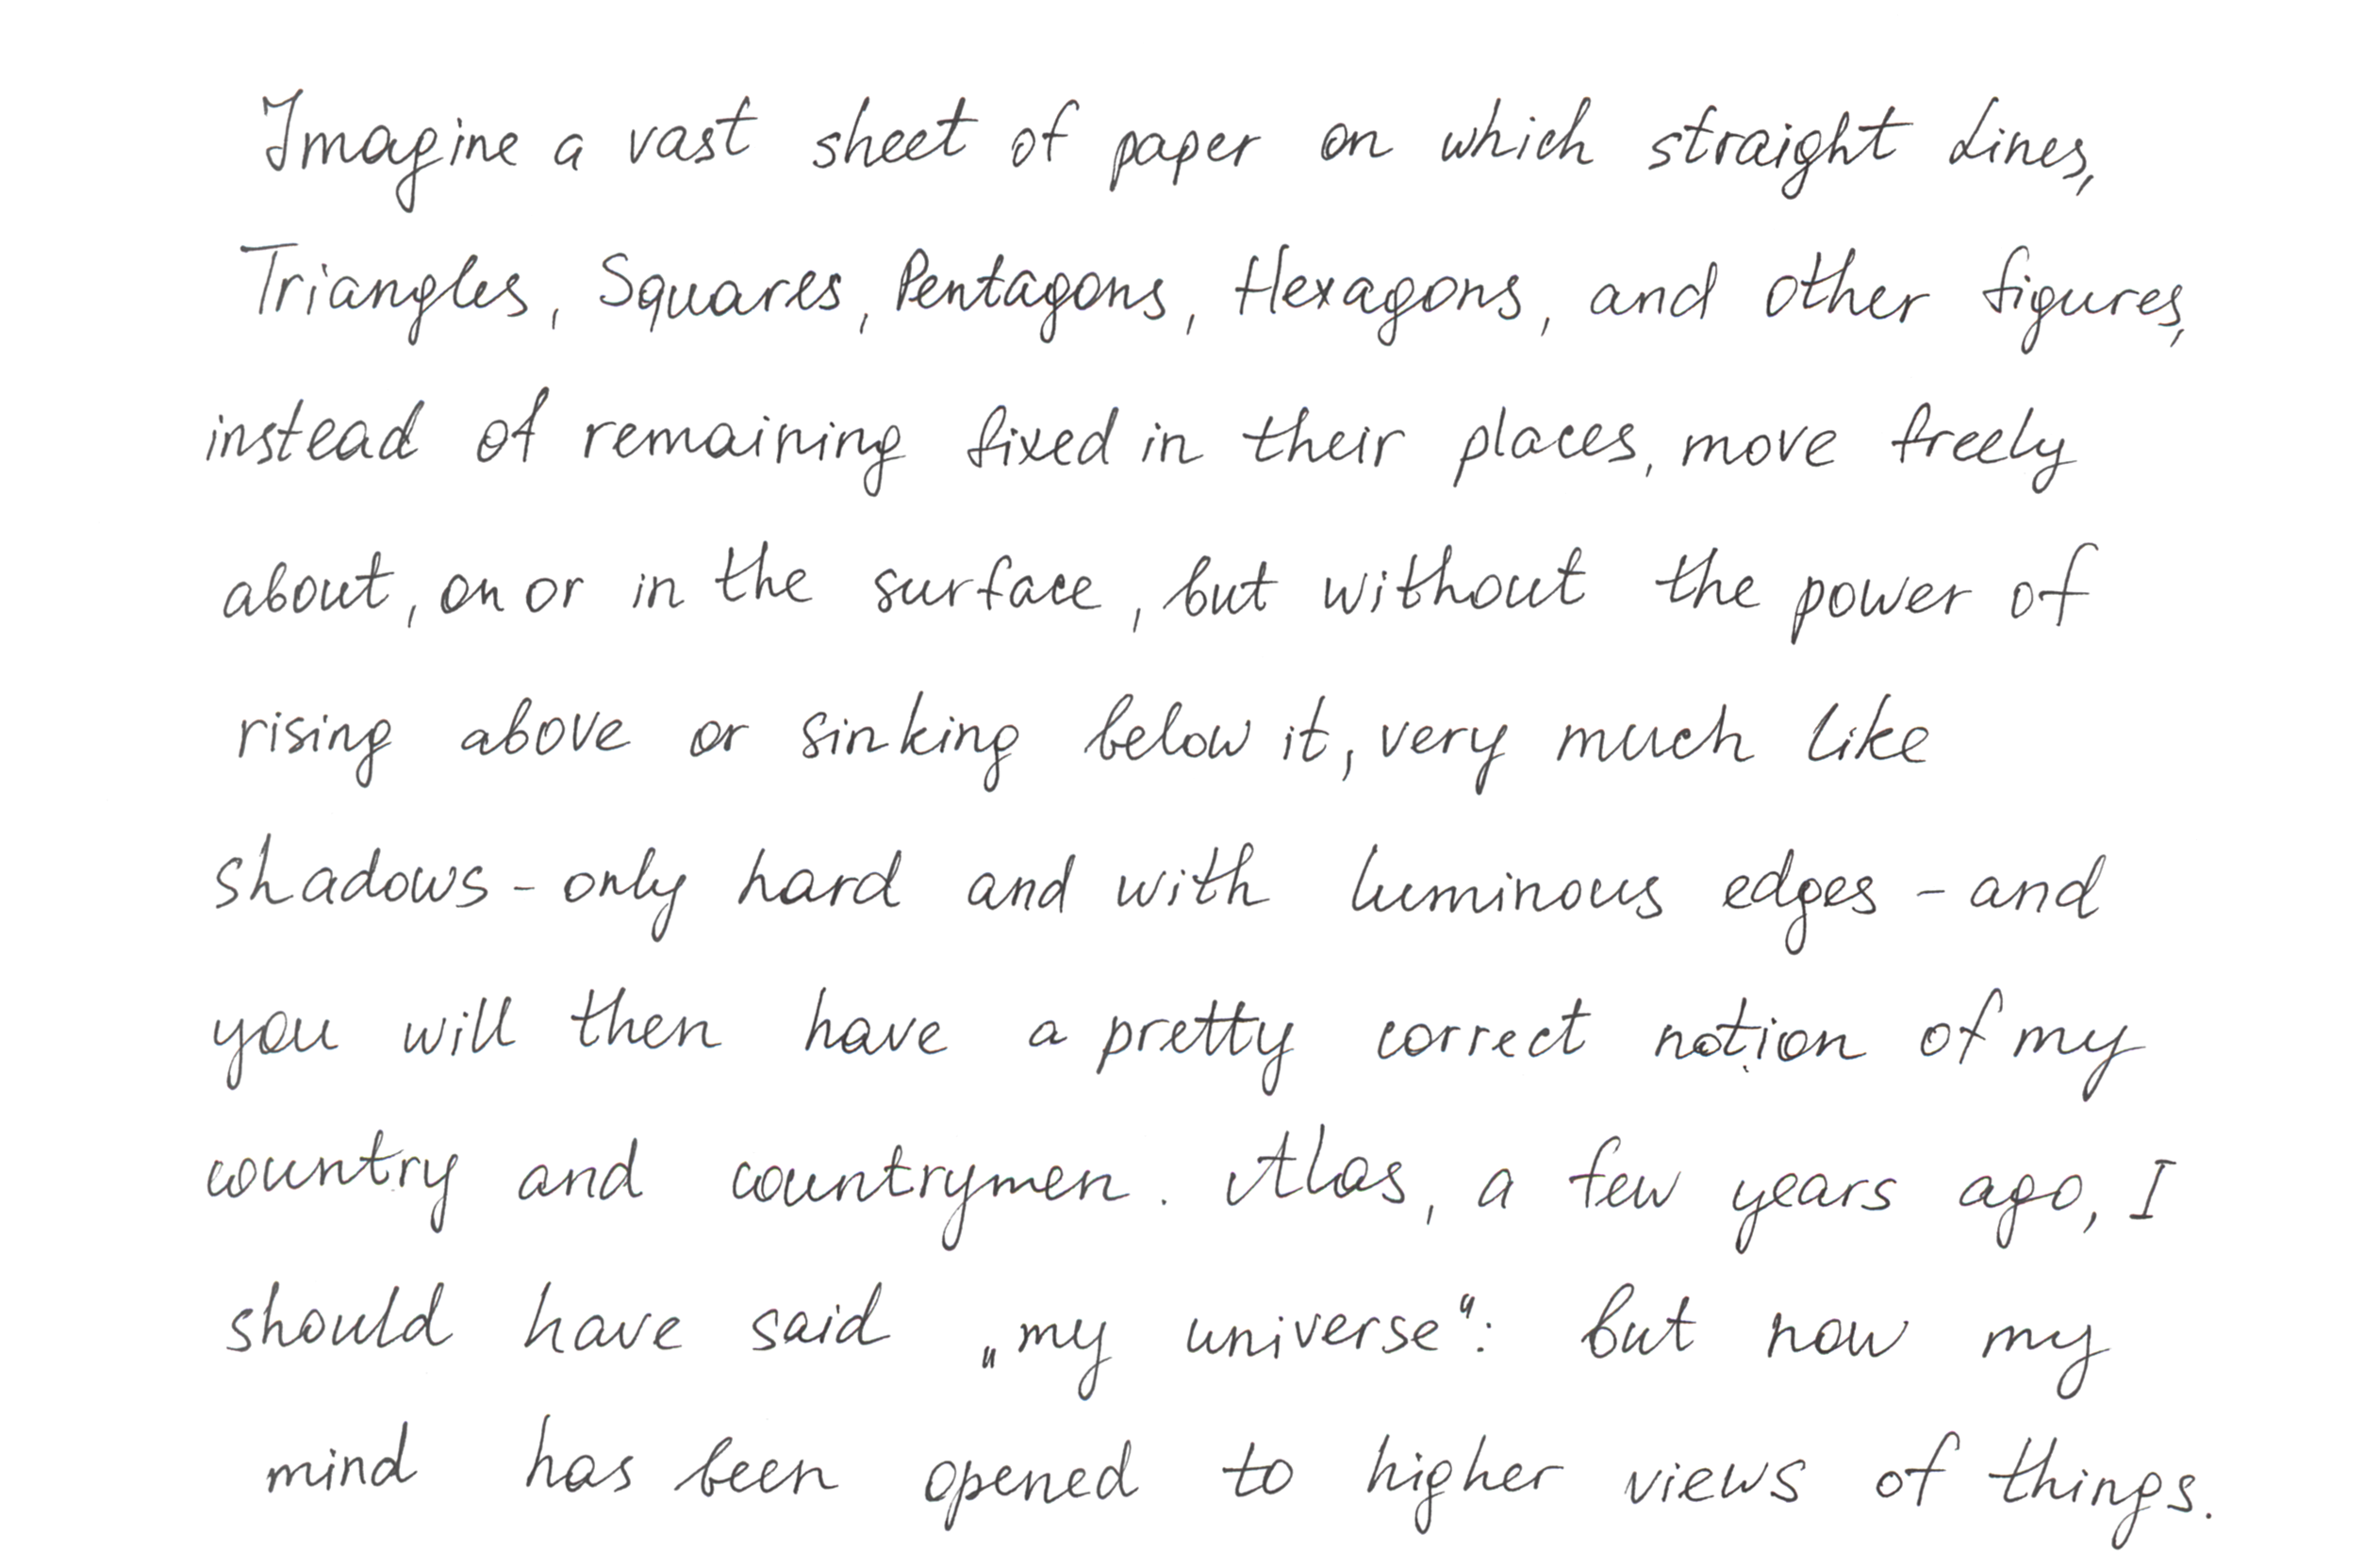 Imagine a vast sheet of paper on which straight Lines,
Triangles, Squares, Pentagons, Hexagons, and other figures,
instead of remaining fixed in their places, move freely
about, on or in the surface, but without the power of
rising above or sinking below it, very much like
shadows - only hard and with luminous edges - and
you will then have a pretty correct notion of my
country and countrymen. Alas, a few years ago, I
should have said „my universe“: but now my
mind has been opened to higher views of things.